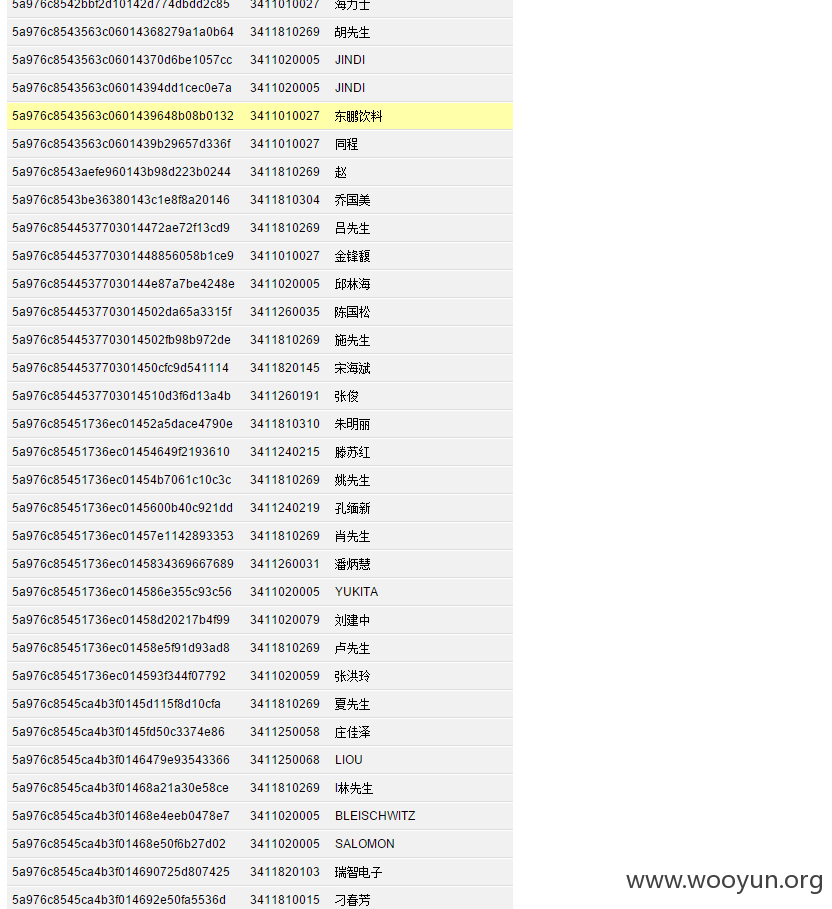 5a976c8542bbf2d10142d774dbdd2c85 3411010027 海力士
5a976c8543563c06014368279a1a0b64 3411810269 胡先生
5a976c8543563c06014370d6be1057cc 3411020005 JINDI
5a976c8543563c06014394dd1cec0e7a 3411020005 JINDI
5a976c8543563c0601439648b08b0132 3411010027 东鹏饮料
5a976c8543563c0601439b29657d336f 3411010027 同程
5a976c8543aefe960143b98d223b0244 3411810269 赵
5a976c8543be36380143c1e8f8a20146 3411810304 乔国美
5a976c8544537703014472ae72f13cd9 3411810269 吕先生
5a976c85445377030144885605​8b1ce9 3411010027 金锋馥
5a976c85445377030144e87a7be4248e 3411020005 邱林海
5a976c8544537703014502da65a3315f 3411260035 陈国松
5a976c8544537703014502fb98b972de 3411810269 施先生
5a976c854453770301450cfc9d541114 3411820145 宋海斌
5a976c8544537703014510d3f6d13a4b 3411260191 张俊
5a976c85451736ec01452a5dace4790e 3411810310 朱明丽
5a976c85451736ec01454649f2193610 3411240215 滕苏红
5a976c85451736ec01454b7061c10c3c 3411810269 姚先生
5a976c85451736ec0145600b40c921dd 3411240219 孔缅新
5a976c85451736ec01457e1142893353 3411810269 肖先生
5a976c85451736ec0145834369667689 3411260031 潘炳慧
5a976c85451736ec014586e355c93c56 3411020005 YUKITA
5a976c85451736ec01458d20217b4f99 3411020079 刘建中
5a976c85451736ec01458e5f91d93ad8 3411810269 卢先生
5a976c85451736ec014593f344f07792 3411020059 张洪玲
5a976c8545ca4b3f0145d115f8d10cfa 3411810269 夏先生
5a976c8545ca4b3f0145fd50c3374e86 3411250058 庄佳泽
5a976c8545ca4b3f0146479e93543366 3411250068 LIOU
5a976c8545ca4b3f01468a21a30e58ce 3411810269 l林先生
5a976c8545ca4b3f01468e4eeb0478e7 3411020005 BLEISCHWITZ
5a976c8545ca4b3f01468e50f6b27d02 3411020005 SALOMON
5a976c8545ca4b3f014690725d807425 3411820103 瑞智电子
5a976c8545ca4b3f014692e50fa5536d 3411810015 刁春芳
www.wooyun.org